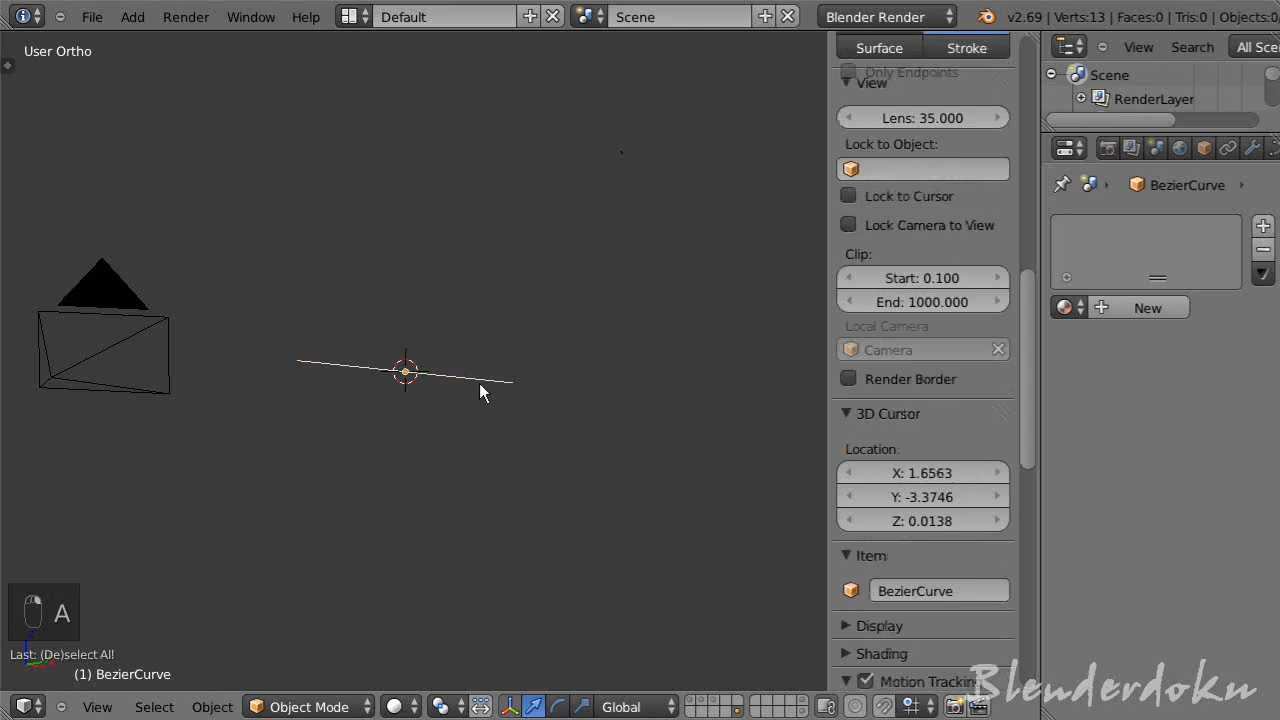 File Add Render Window Help Default Scene Blender Render v2.69 | Verts:13 | Faces:0 | Tris:0 | Objects:0
User Ortho
Surface Stroke
Only Endpoints
View
Lens: 35.000
Lock to Object:
Lock to Cursor
Lock Camera to View
Clip:
Start: 0.100
End: 1000.000
Local Camera
Camera
Render Border
3D Cursor
Location:
X: 1.6563
Y: -3.3746
Z: 0.0138
Item
BezierCurve
Display
Shading
Motion Trackin
View Search All Sce
Scene
RenderLayer
BezierCurve
New
A
Last: (De)select All
(1) BezierCurve
View Select Object Object Mode Global
Blenderdoku